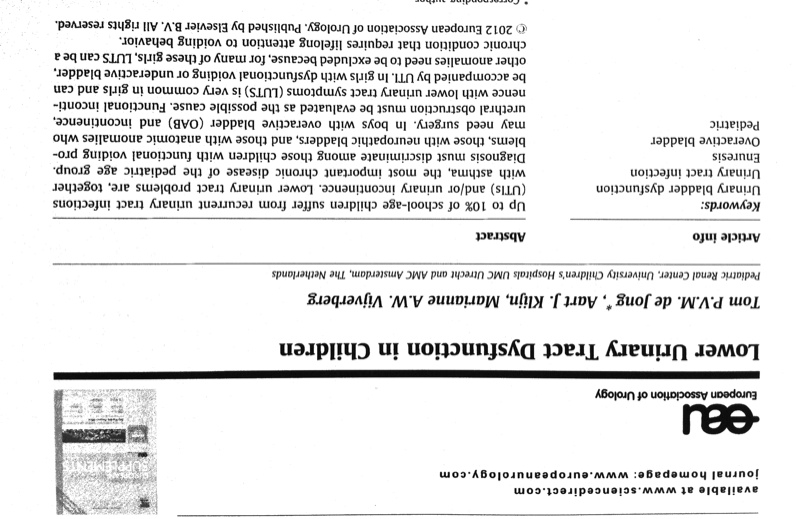 available at www.sciencedirect.com
journal homepage: www.europeanurology.com
eau
European Association of Urology
SUPPLEMENTS
Lower Urinary Tract Dysfunction in Children
Tom P.V.M. de Jong *, Aart J. Klijn, Marianne A.W. Vijverberg
Pediatric Renal Center, University Children's Hospitals UMC Utrecht and AMC Amsterdam, The Netherlands
Article info
Keywords:
Urinary bladder dysfunction
Urinary tract infection
Enuresis
Overactive bladder
Pediatric
Abstract
Up to 10% of school-age children suffer from recurrent urinary tract infections
(UTIs) and/or urinary incontinence. Lower urinary tract problems are, together
with asthma, the most important chronic disease of the pediatric age group.
Diagnosis must discriminate among those children with functional voiding pro-
blems, those with neuropathic bladders, and those with anatomic anomalies who
may need surgery. In boys with overactive bladder (OAB) and incontinence,
urethral obstruction must be evaluated as the possible cause. Functional inconti-
nence with lower urinary tract symptoms (LUTS) is very common in girls and can
be accompanied by UTI. In girls with dysfunctional voiding or underactive bladder,
other anomalies need to be excluded because, for many of these girls, LUTS can be a
chronic condition that requires lifelong attention to voiding behavior.
© 2012 European Association of Urology. Published by Elsevier B.V. All rights reserved.